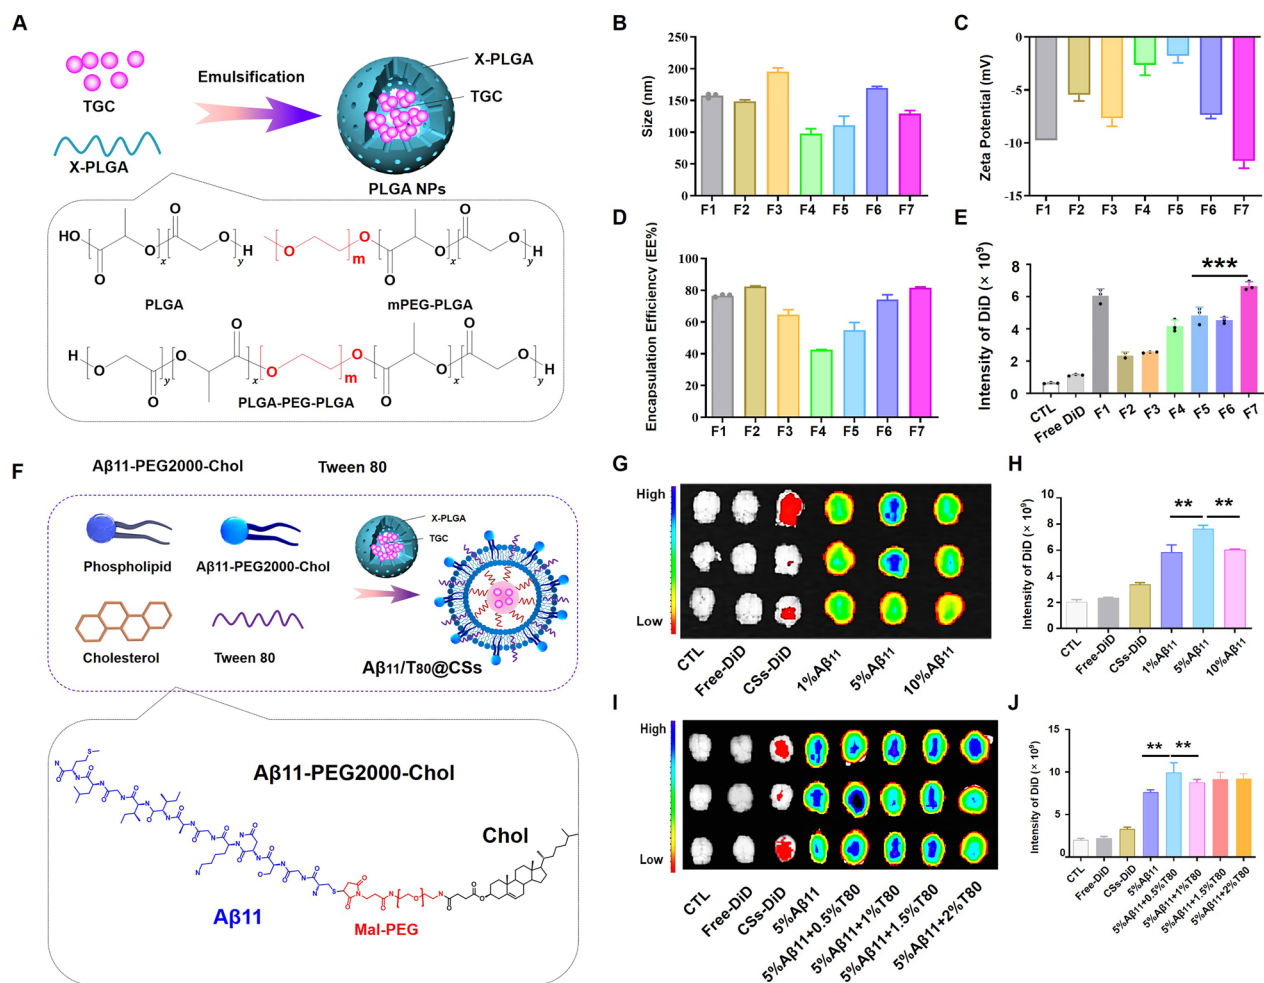 A
TGC
X-PLGA
Emulsification
X-PLGA
TGC
PLGA NPs
HO
O
O
O
O
O
H
x
y
PLGA
O
m
O
O
O
O
O
H
x
y
mPEG-PLGA
H
O
O
O
O
y
x
O
m
O
O
O
O
O
H
x
y
PLGA-PEG-PLGA
B
Size (nm)
250
200
150
100
50
0
F1 F2 F3 F4 F5 F6 F7
C
Zeta Potential (mV)
0
-5
-10
-15
F1 F2 F3 F4 F5 F6 F7
D
Encapsulation Efficiency (EE%)
100
80
60
40
20
0
F1 F2 F3 F4 F5 F6 F7
E
Intensity of DiD (× 10⁹)
8
6
4
2
0
***
CTL
Free DiD
F1
F2
F3
F4
F5
F6
F7
F
Aβ11-PEG2000-Chol
Tween 80
Phospholipid
Aβ11-PEG2000-Chol
Cholesterol
Tween 80
X-PLGA
TGC
Aβ11/T80@CSs
Aβ11-PEG2000-Chol
Chol
Aβ11
Mal-PEG
G
High
Low
CTL
Free-DiD
CSs-DiD
1%Aβ11
5%Aβ11
10%Aβ11
H
Intensity of DiD (× 10⁹)
10
8
6
4
2
0
** **
CTL
Free-DiD
CSs-DiD
1%Aβ11
5%Aβ11
10%Aβ11
I
High
Low
CTL
Free-DiD
CSs-DiD
5%Aβ11
5%Aβ11+0.5%T80
5%Aβ11+1%T80
5%Aβ11+1.5%T80
5%Aβ11+2%T80
J
Intensity of DiD (× 10⁹)
15
10
5
0
** **
CTL
Free-DiD
CSs-DiD
5%Aβ11
5%Aβ11+0.5%T80
5%Aβ11+1%T80
5%Aβ11+1.5%T80
5%Aβ11+2%T80